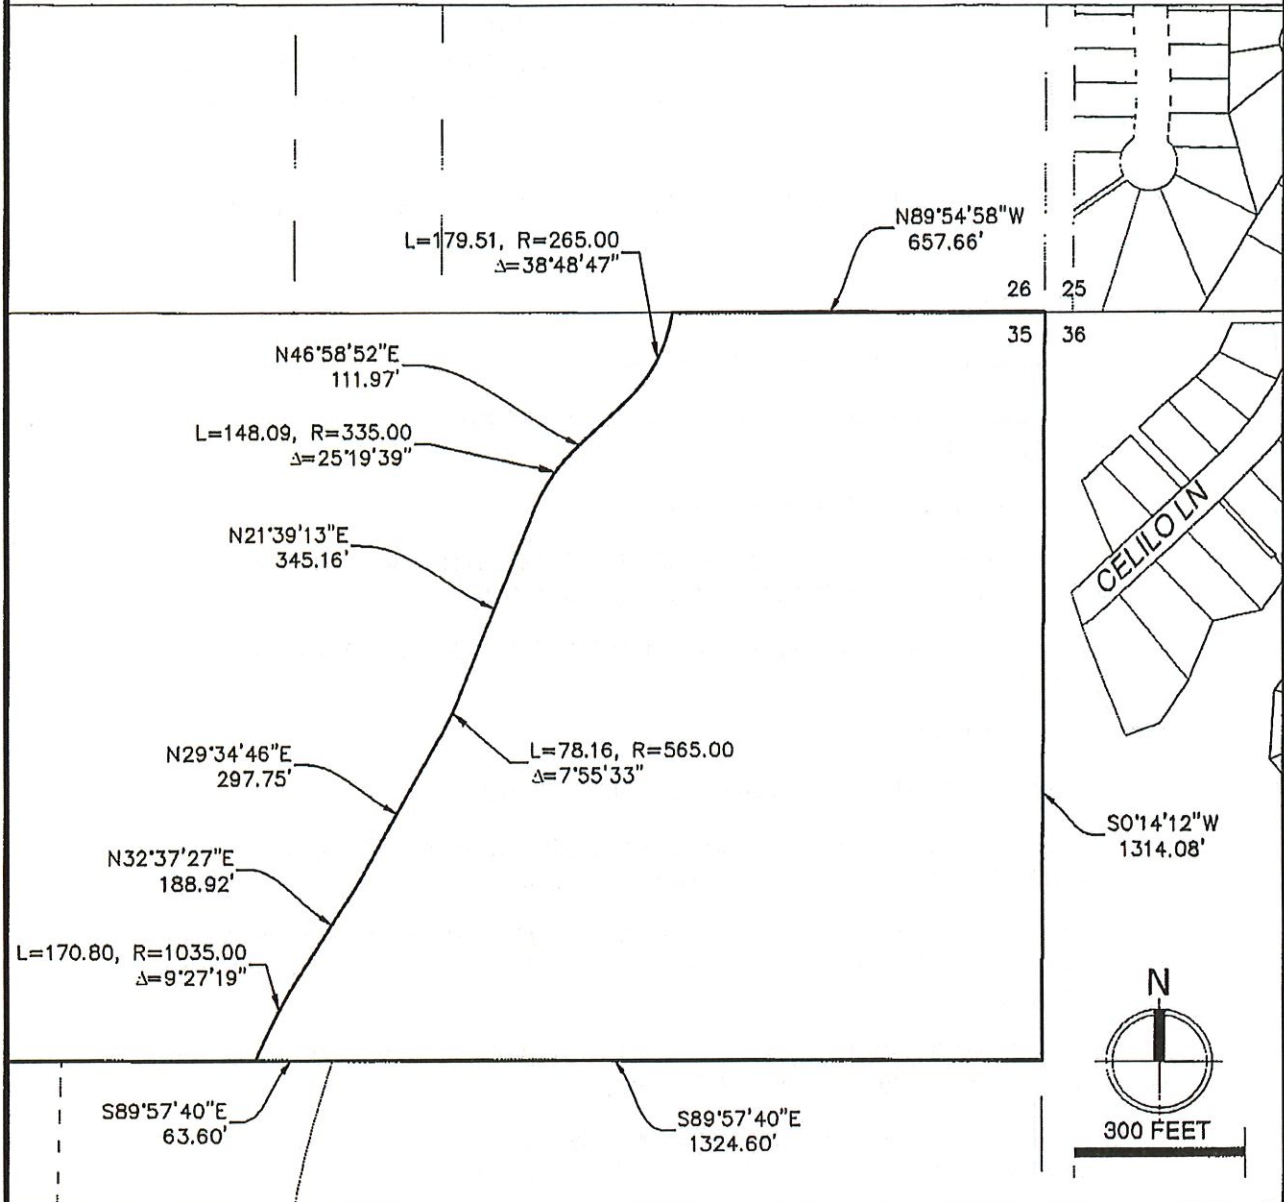 N89°54'58"W
657.66'
L=179.51, R=265.00
Δ=38°48'47"
26 25
35 36
N46°58'52"E
111.97'
L=148.09, R=335.00
Δ=25°19'39"
CELILO LN
N21°39'13"E
345.16'
N29°34'46"E
297.75'
L=78.16, R=565.00
Δ=7°55'33"
S0°14'12"W
1314.08'
N32°37'27"E
188.92'
L=170.80, R=1035.00
Δ=9°27'19"
N
S89°57'40"E
63.60'
S89°57'40"E
1324.60'
300 FEET